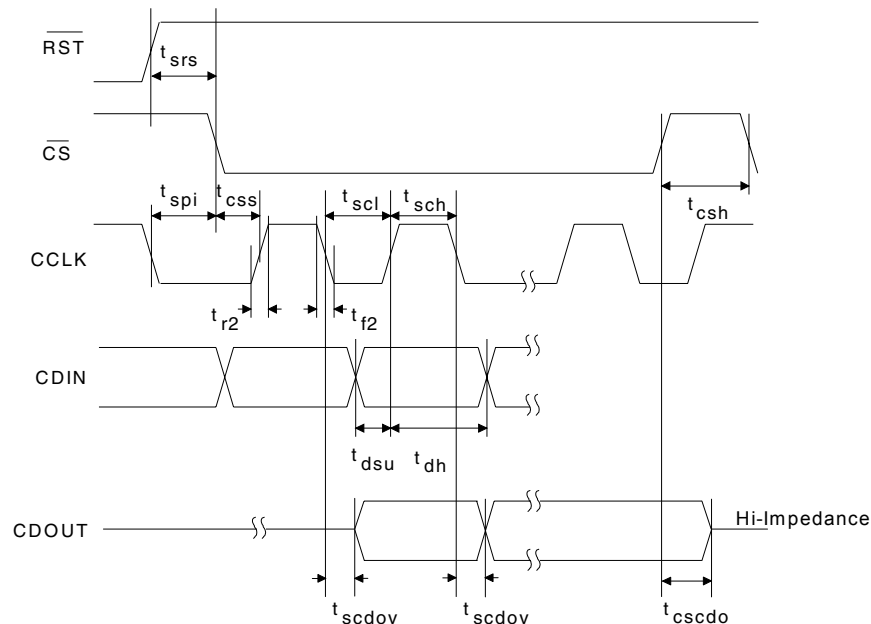 RST
t srs
CS
t spi
t css
t scl
t sch
t csh
CCLK
t r2
t f2
CDIN
t dsu
t dh
CDOUT
Hi-Impedance
t scdov
t scdov
t cscdo